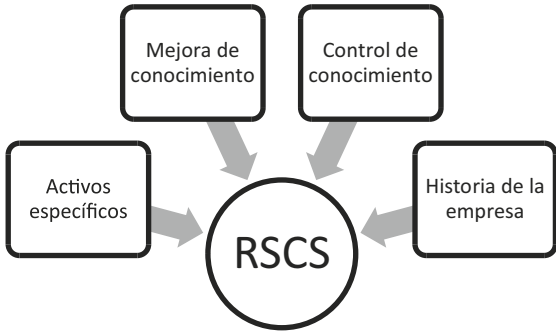 Mejora de
conocimiento
Control de
conocimiento
Activos
específicos
Historia de la
empresa
RSCS